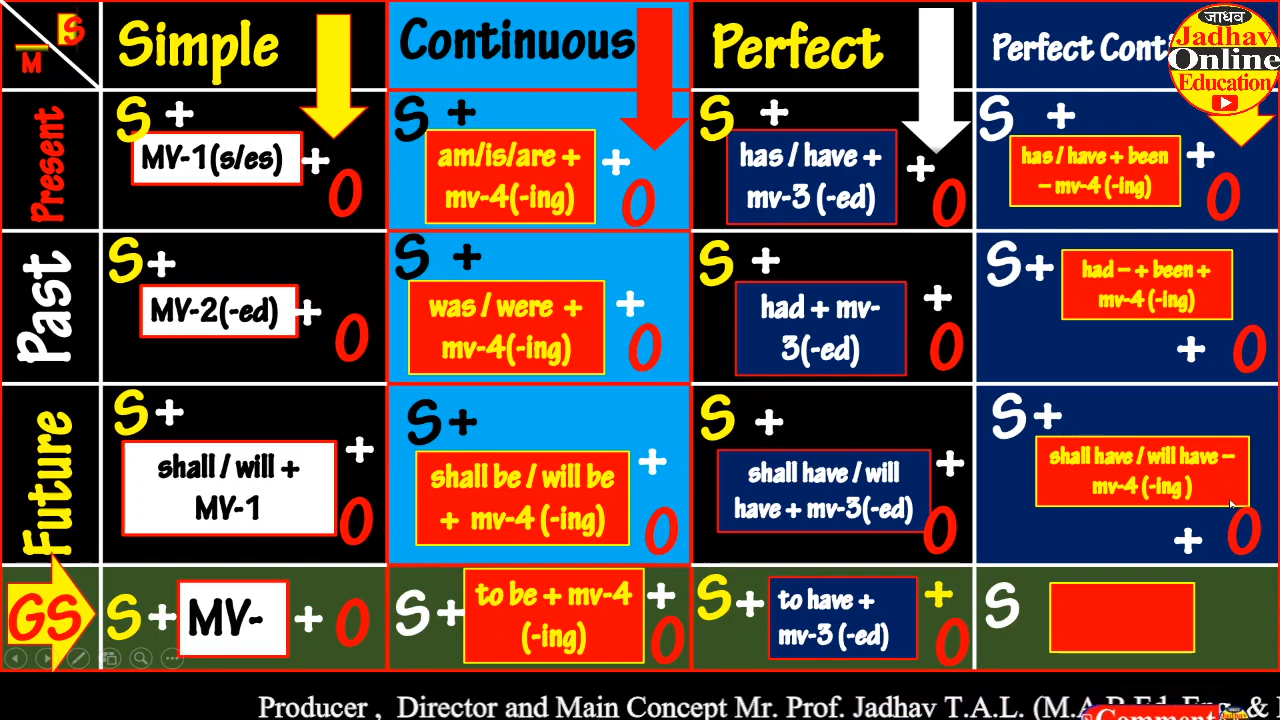 S
M
Simple
Continuous
Perfect
Perfect Cont
जाधव
Jadhav
Online
Education
Present
S +
MV-1(s/es)
+
O
S +
am/is/are +
mv-4(-ing)
+
O
S +
has / have +
mv-3 (-ed)
+
O
S +
has / have + been
– mv-4 (-ing)
+
O
Past
S+
MV-2(-ed)
+
O
S +
was / were +
mv-4(-ing)
+
O
S +
had + mv-
3(-ed)
+
O
S+
had – + been +
mv-4 (-ing)
+ O
Future
S+
shall / will +
MV-1
+
O
S+
shall be / will be
+ mv-4 (-ing)
+
O
S +
shall have / will
have + mv-3(-ed)
+
O
S+
shall have / will have –
mv-4 (-ing )
+ O
GS
S+ MV- + O
S+
to be + mv-4
(-ing)
+
O
S+
to have +
mv-3 (-ed)
+
O
S
Producer , Director and Main Concept Mr. Prof. Jadhav T.A.L. (M.A.B.Ed. Eng. &
Comment